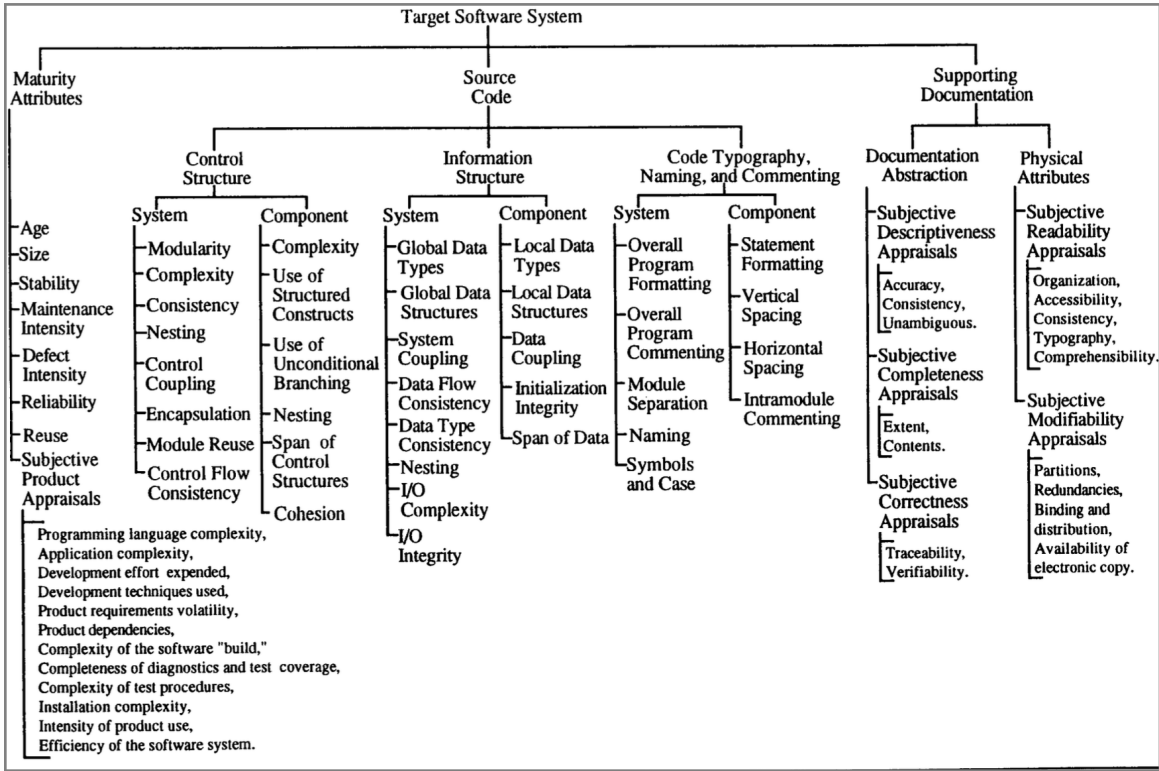 Target Software System
Maturity
Attributes
Age
Size
Stability
Maintenance
Intensity
Defect
Intensity
Reliability
Reuse
Subjective
Product
Appraisals
Programming language complexity,
Application complexity,
Development effort expended,
Development techniques used,
Product requirements volatility,
Product dependencies,
Complexity of the software "build,"
Completeness of diagnostics and test coverage,
Complexity of test procedures,
Installation complexity,
Intensity of product use,
Efficiency of the software system.
Source
Code
Control
Structure
System
Modularity
Complexity
Consistency
Nesting
Control
Coupling
Encapsulation
Module Reuse
Control Flow
Consistency
Component
Complexity
Use of
Structured
Constructs
Use of
Unconditional
Branching
Nesting
Span of
Control
Structures
Cohesion
Information
Structure
System
Global Data
Types
Global Data
Structures
System
Coupling
Data Flow
Consistency
Data Type
Consistency
Nesting
I/O
Complexity
I/O
Integrity
Component
Local Data
Types
Local Data
Structures
Data
Coupling
Initialization
Integrity
Span of Data
Code Typography,
Naming, and Commenting
System
Overall
Program
Formatting
Overall
Program
Commenting
Module
Separation
Naming
Symbols
and Case
Component
Statement
Formatting
Vertical
Spacing
Horizontal
Spacing
Intramodule
Commenting
Supporting
Documentation
Documentation
Abstraction
Subjective
Descriptiveness
Appraisals
Accuracy,
Consistency,
Unambiguous.
Subjective
Completeness
Appraisals
Extent,
Contents.
Subjective
Correctness
Appraisals
Traceability,
Verifiability.
Physical
Attributes
Subjective
Readability
Appraisals
Organization,
Accessibility,
Consistency,
Typography,
Comprehensibility.
Subjective
Modifiability
Appraisals
Partitions,
Redundancies,
Binding and
distribution,
Availability of
electronic copy.